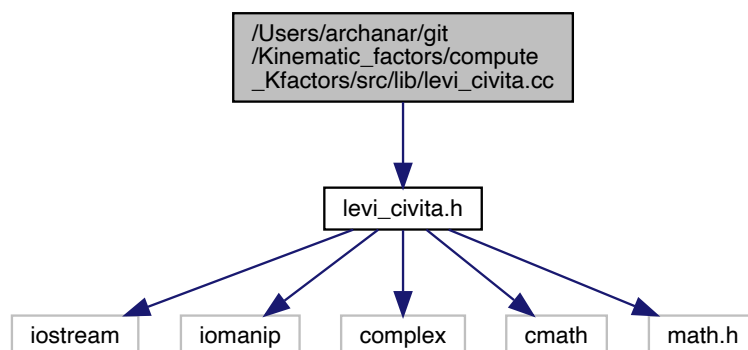 /Users/archanar/git
/Kinematic_factors/compute
_Kfactors/src/lib/levi_civita.cc
levi_civita.h
iostream
iomanip
complex
cmath
math.h